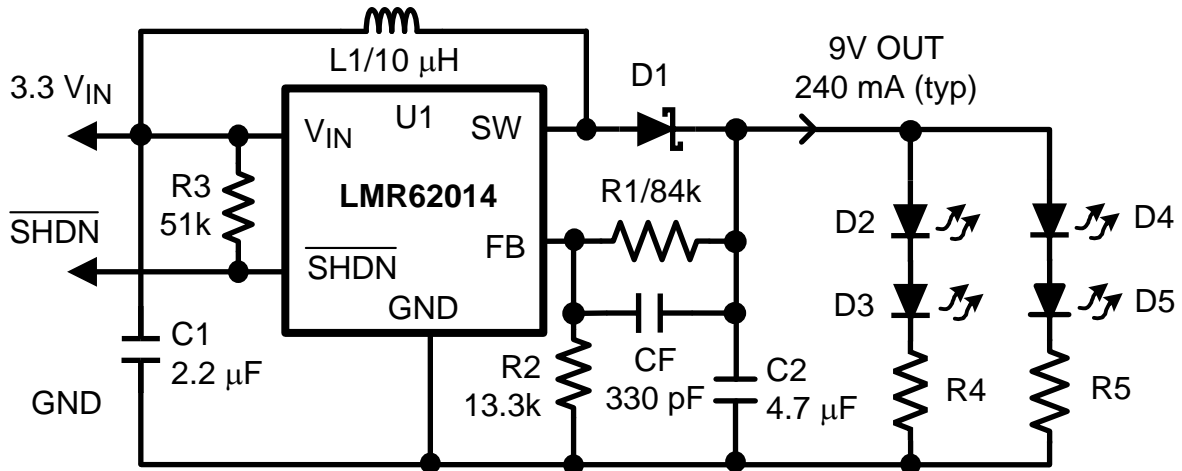 L1/10 μH
9V OUT
240 mA (typ)
D1
3.3 VIN
U1
VIN
SW
R3
51k
LMR62014
R1/84k
SHDN
SHDN
FB
D2
D4
GND
D3
D5
C1
2.2 μF
R2
13.3k
CF
330 pF
C2
4.7 μF
R4
R5
GND